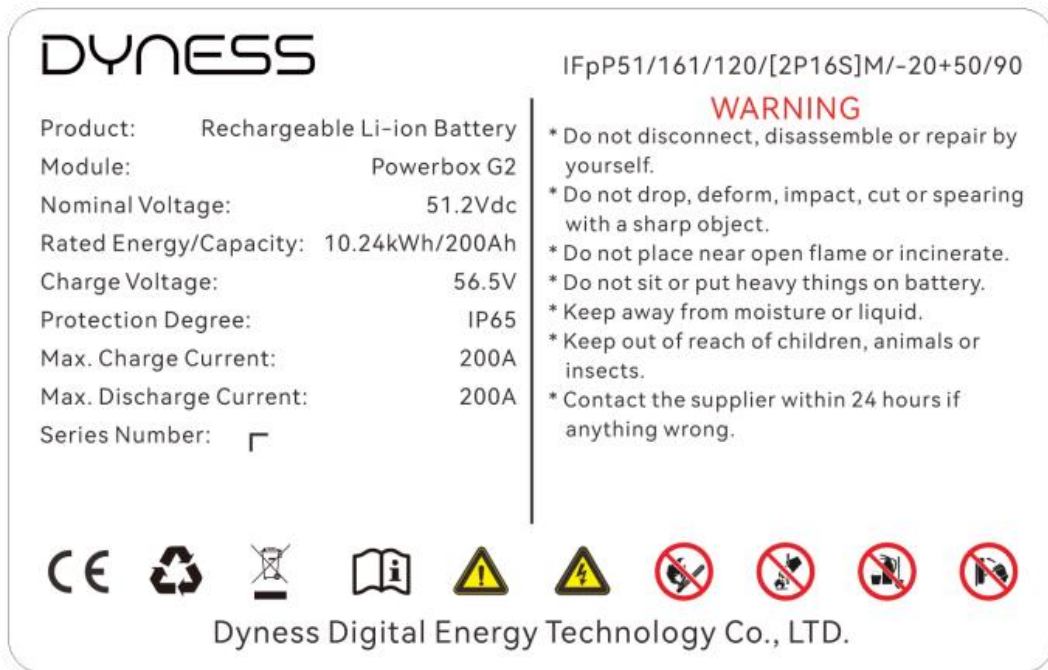 DYNESS
IFpP51/161/120/[2P16S]M/-20+50/90
Product: Rechargeable Li-ion Battery
Module: Powerbox G2
Nominal Voltage: 51.2Vdc
Rated Energy/Capacity: 10.24kWh/200Ah
Charge Voltage: 56.5V
Protection Degree: IP65
Max. Charge Current: 200A
Max. Discharge Current: 200A
Series Number:
WARNING
* Do not disconnect, disassemble or repair by
yourself.
* Do not drop, deform, impact, cut or spearing
with a sharp object.
* Do not place near open flame or incinerate.
* Do not sit or put heavy things on battery.
* Keep away from moisture or liquid.
* Keep out of reach of children, animals or
insects.
* Contact the supplier within 24 hours if
anything wrong.
CE
Dyness Digital Energy Technology Co., LTD.